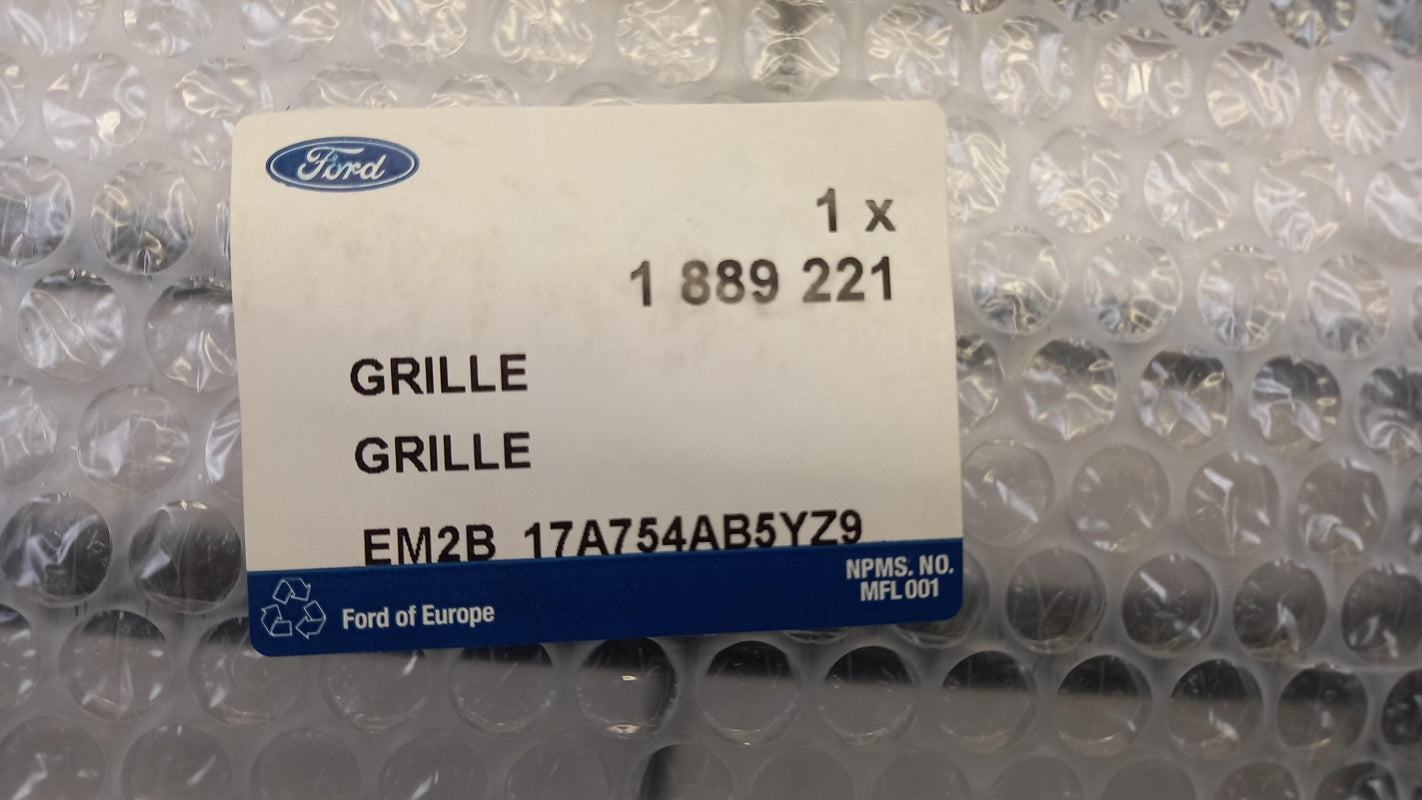 Ford
1 x
1 889 221
GRILLE
GRILLE
EM2B 17A754AB5YZ9
NPMS. NO.
MFL 001
Ford of Europe